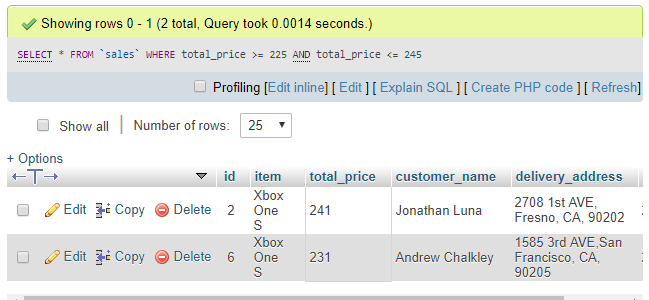 Showing rows 0 - 1 (2 total, Query took 0.0014 seconds.)
SELECT * FROM `sales` WHERE total_price >= 225 AND total_price <= 245
Profiling [Edit inline] [ Edit ] [ Explain SQL ] [ Create PHP code ] [ Refresh]
Show all | Number of rows: 25
+ Options
←T→ id item total_price customer_name delivery_address
Edit Copy Delete 2 Xbox One S 241 Jonathan Luna 2708 1st AVE, Fresno, CA, 90202
Edit Copy Delete 6 Xbox One S 231 Andrew Chalkley 1585 3rd AVE,San Francisco, CA, 90205